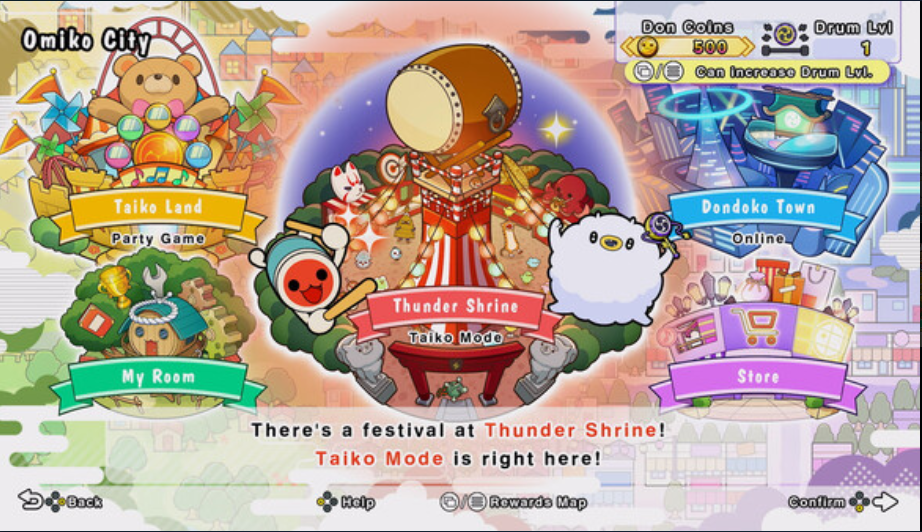 Omiko City
Don Coins
500
Drum Lvl
1
/ Can Increase Drum Lvl.
Taiko Land
Party Game
Thunder Shrine
Taiko Mode
Dondoko Town
Online
My Room
Store
There's a festival at Thunder Shrine!
Taiko Mode is right here!
Back
Help
/ Rewards Map
Confirm